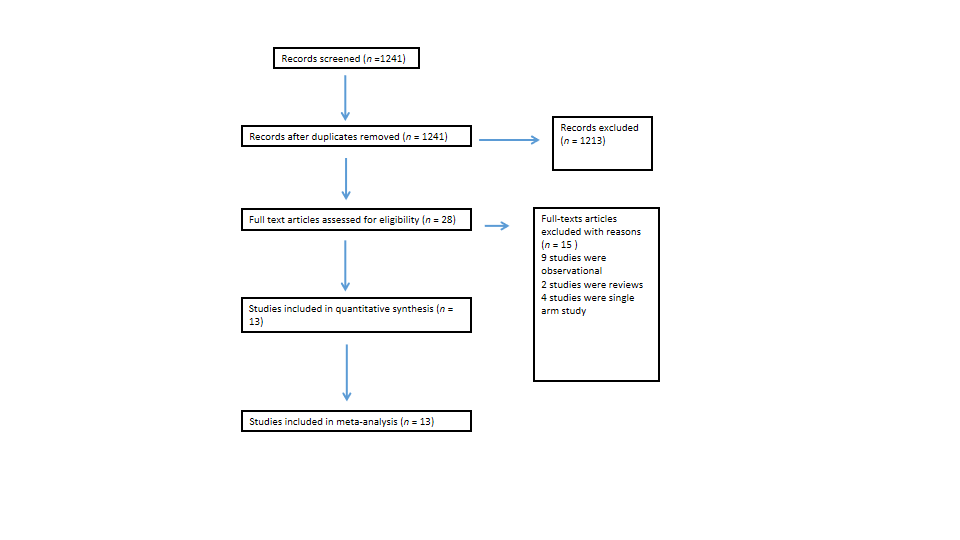 Records screened (n =1241)
Records after duplicates removed (n = 1241)
Records excluded
(n = 1213)
Full text articles assessed for eligibility (n = 28)
Full-texts articles
excluded with reasons
(n = 15 )
9 studies were
observational
2 studies were reviews
4 studies were single
arm study
Studies included in quantitative synthesis (n =
13)
Studies included in meta-analysis (n = 13)